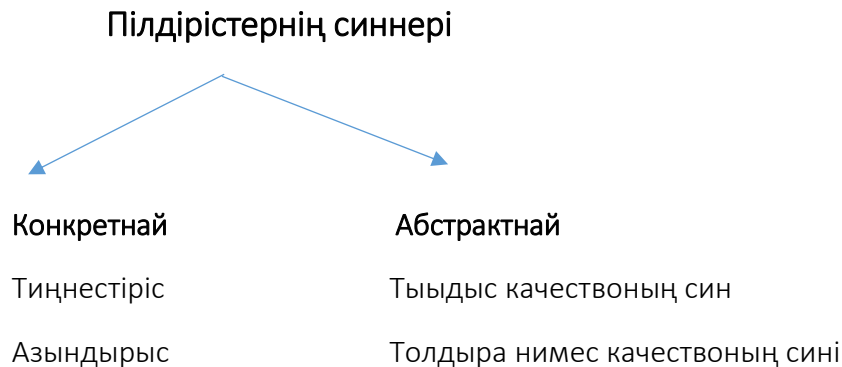 Пілдірістернің синнері
Конкретнай Абстрактнай
Тиңнестіріс Тыыдыс качествоның син
Азындырыс Толдыра нимес качествоның сині